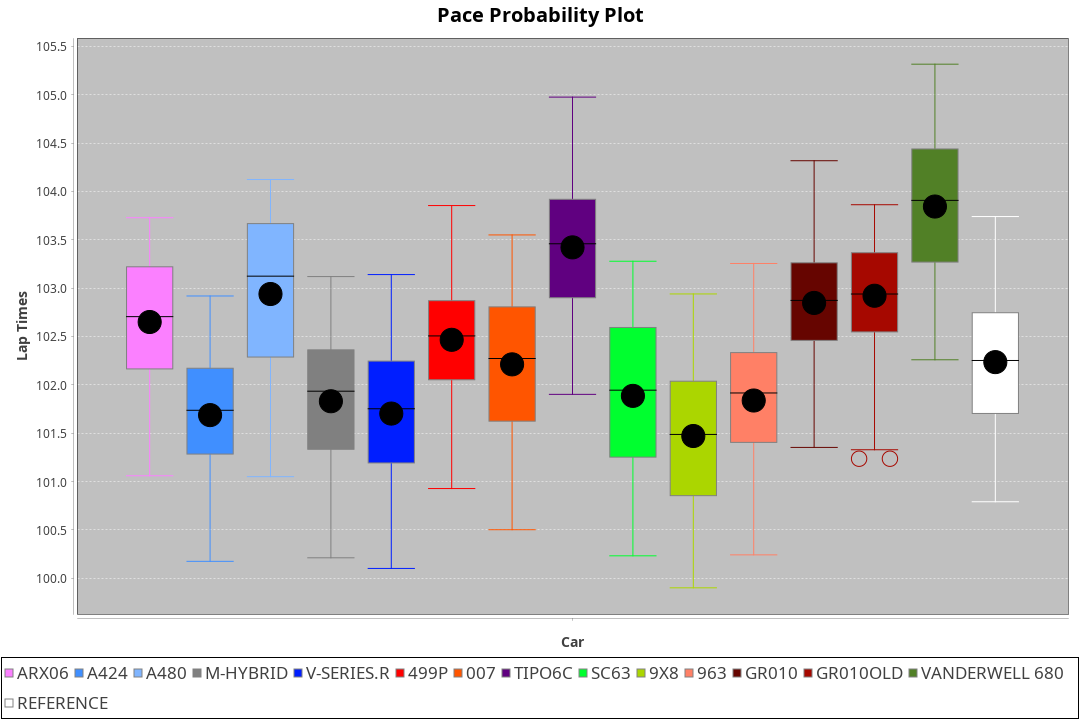 Pace Probability Plot
105.5
105.0
104.5
104.0
103.5
103.0
102.5
102.0
101.5
101.0
100.5
100.0
Lap Times
Car
ARX06 A424 A480 M-HYBRID V-SERIES.R 499P 007 TIPO6C SC63 9X8 963 GR010 GR010OLD VANDERWELL 680
REFERENCE